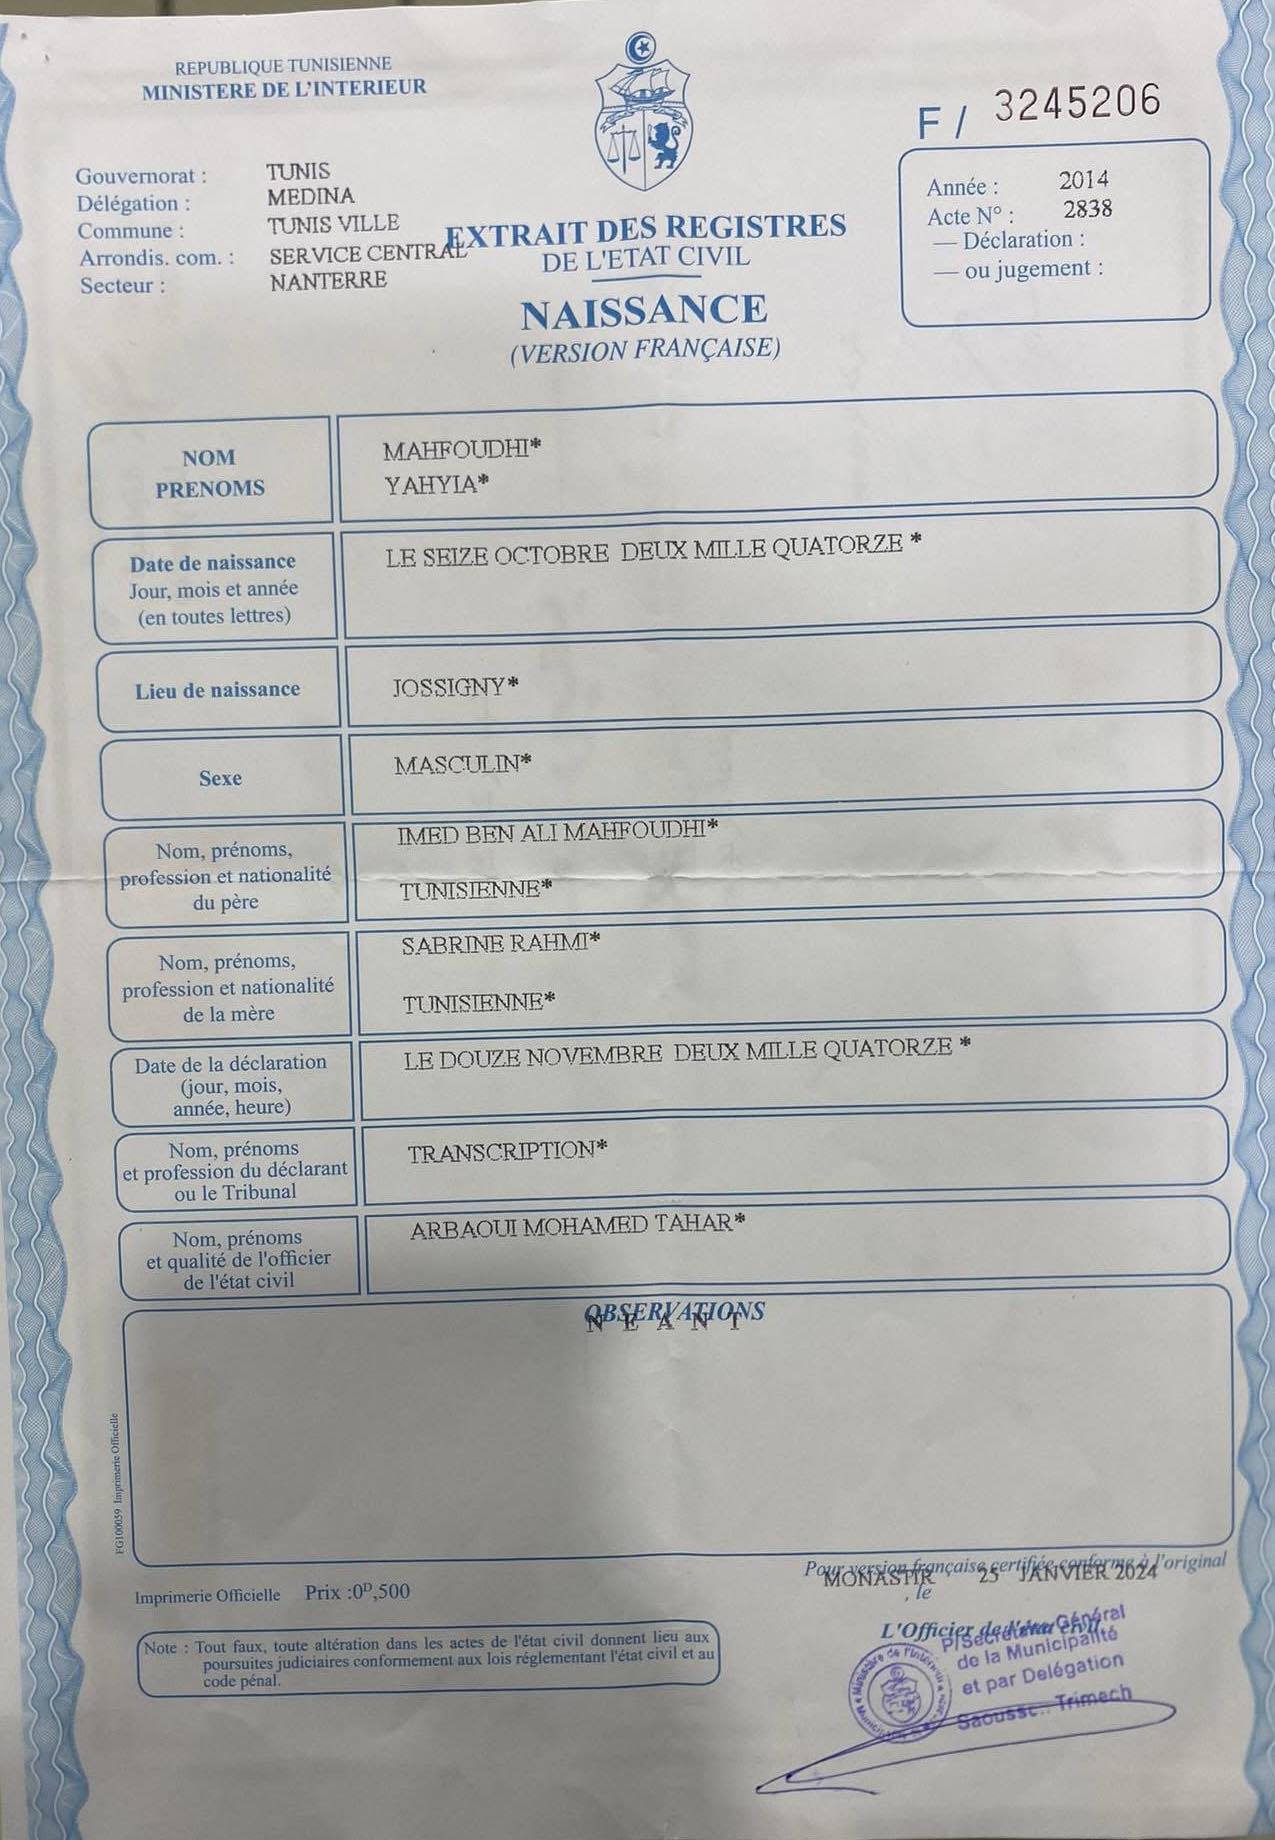 REPUBLIQUE TUNISIENNE
MINISTERE DE L'INTERIEUR
F / 3245206
Gouvernorat : TUNIS
Délégation : MEDINA
Commune : TUNIS VILLE
Arrondis. com. : SERVICE CENTRAL
Secteur : NANTERRE
EXTRAIT DES REGISTRES
DE L'ETAT CIVIL
NAISSANCE
(VERSION FRANÇAISE)
Année : 2014
Acte N° : 2838
— Déclaration :
— ou jugement :
NOM MAHFOUDHI*
PRENOMS YAHYIA*
Date de naissance
Jour, mois et année
(en toutes lettres)
LE SEIZE OCTOBRE DEUX MILLE QUATORZE *
Lieu de naissance JOSSIGNY*
Sexe MASCULIN*
Nom, prénoms,
profession et nationalité
du père
IMED BEN ALI MAHFOUDHI*
TUNISIENNE*
Nom, prénoms,
profession et nationalité
de la mère
SABRINE RAHMI*
TUNISIENNE*
Date de la déclaration
(jour, mois,
année, heure)
LE DOUZE NOVEMBRE DEUX MILLE QUATORZE *
Nom, prénoms
et profession du déclarant
ou le Tribunal
TRANSCRIPTION*
Nom, prénoms
et qualité de l'officier
de l'état civil
ARBAOUI MOHAMED TAHAR*
OBSERVATIONS
N E A N T
FG100059 Imprimerie Officielle
Imprimerie Officielle Prix :0ᴰ,500
Note : Tout faux, toute altération dans les actes de l'état civil donnent lieu aux
poursuites judiciaires conformement aux lois réglementant l'état civil et au
code pénal.
Pour version française certifiée conforme à l'original
MONASTIR , le 25 JANVIER 2024
L'Officier de l'état civil
P/Secrétaire Général
de la Municipalité
et par Delégation
Trimech